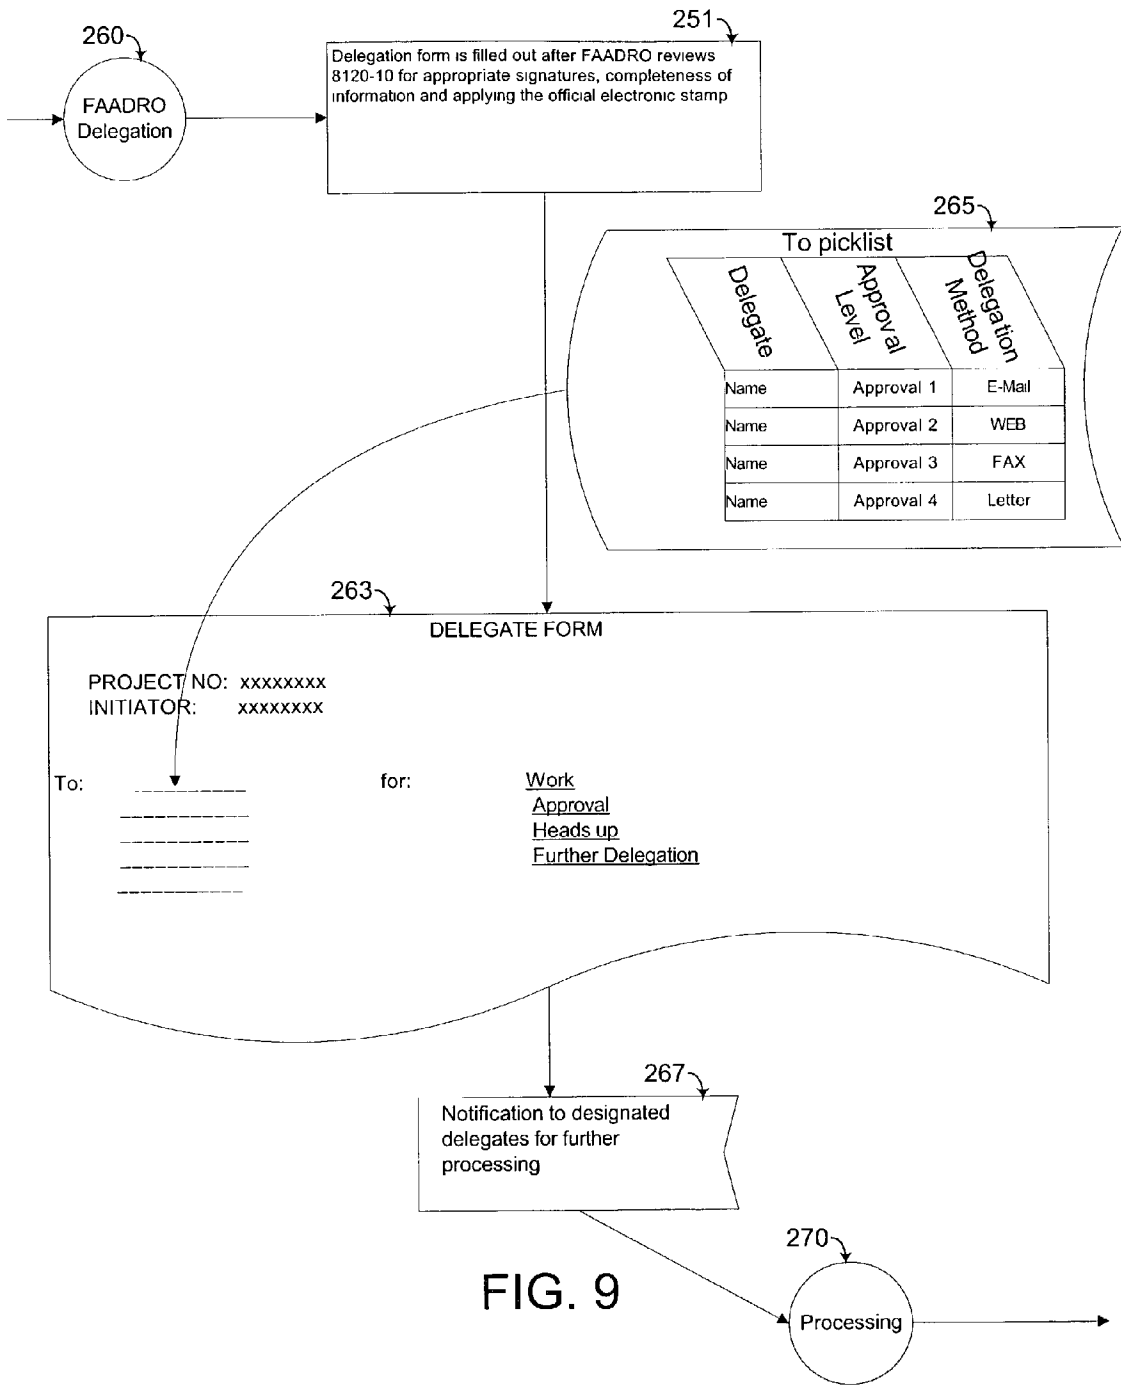 260
251
FAADRO
Delegation
Delegation form is filled out after FAADRO reviews
8120-10 for appropriate signatures, completeness of
information and applying the official electronic stamp
265
To picklist
Delegate
Approval
Level
Delegation
Method
Name Approval 1 E-Mail
Name Approval 2 WEB
Name Approval 3 FAX
Name Approval 4 Letter
263
DELEGATE FORM
PROJECT NO: xxxxxxxx
INITIATOR: xxxxxxxx
To: for: Work
Approval
Heads up
Further Delegation
267
Notification to designated
delegates for further
processing
270
Processing
FIG. 9